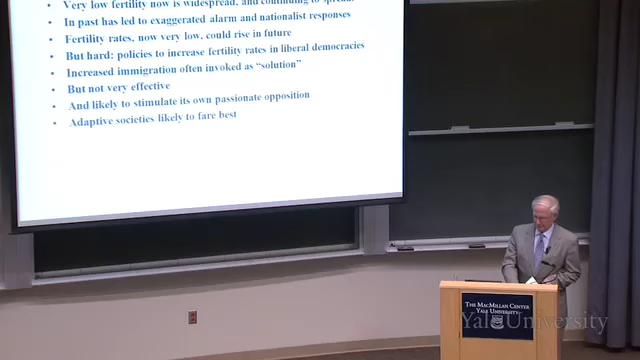 Very low fertility now is widespread, and continuing to spread
In past has led to exaggerated alarm and nationalist responses
Fertility rates, now very low, could rise in future
But hard: policies to increase fertility rates in liberal democracies
Increased immigration often invoked as “solution”
But not very effective
And likely to stimulate its own passionate opposition
Adaptive societies likely to fare best
THE MACMILLAN CENTER
YALE UNIVERSITY
Yale University